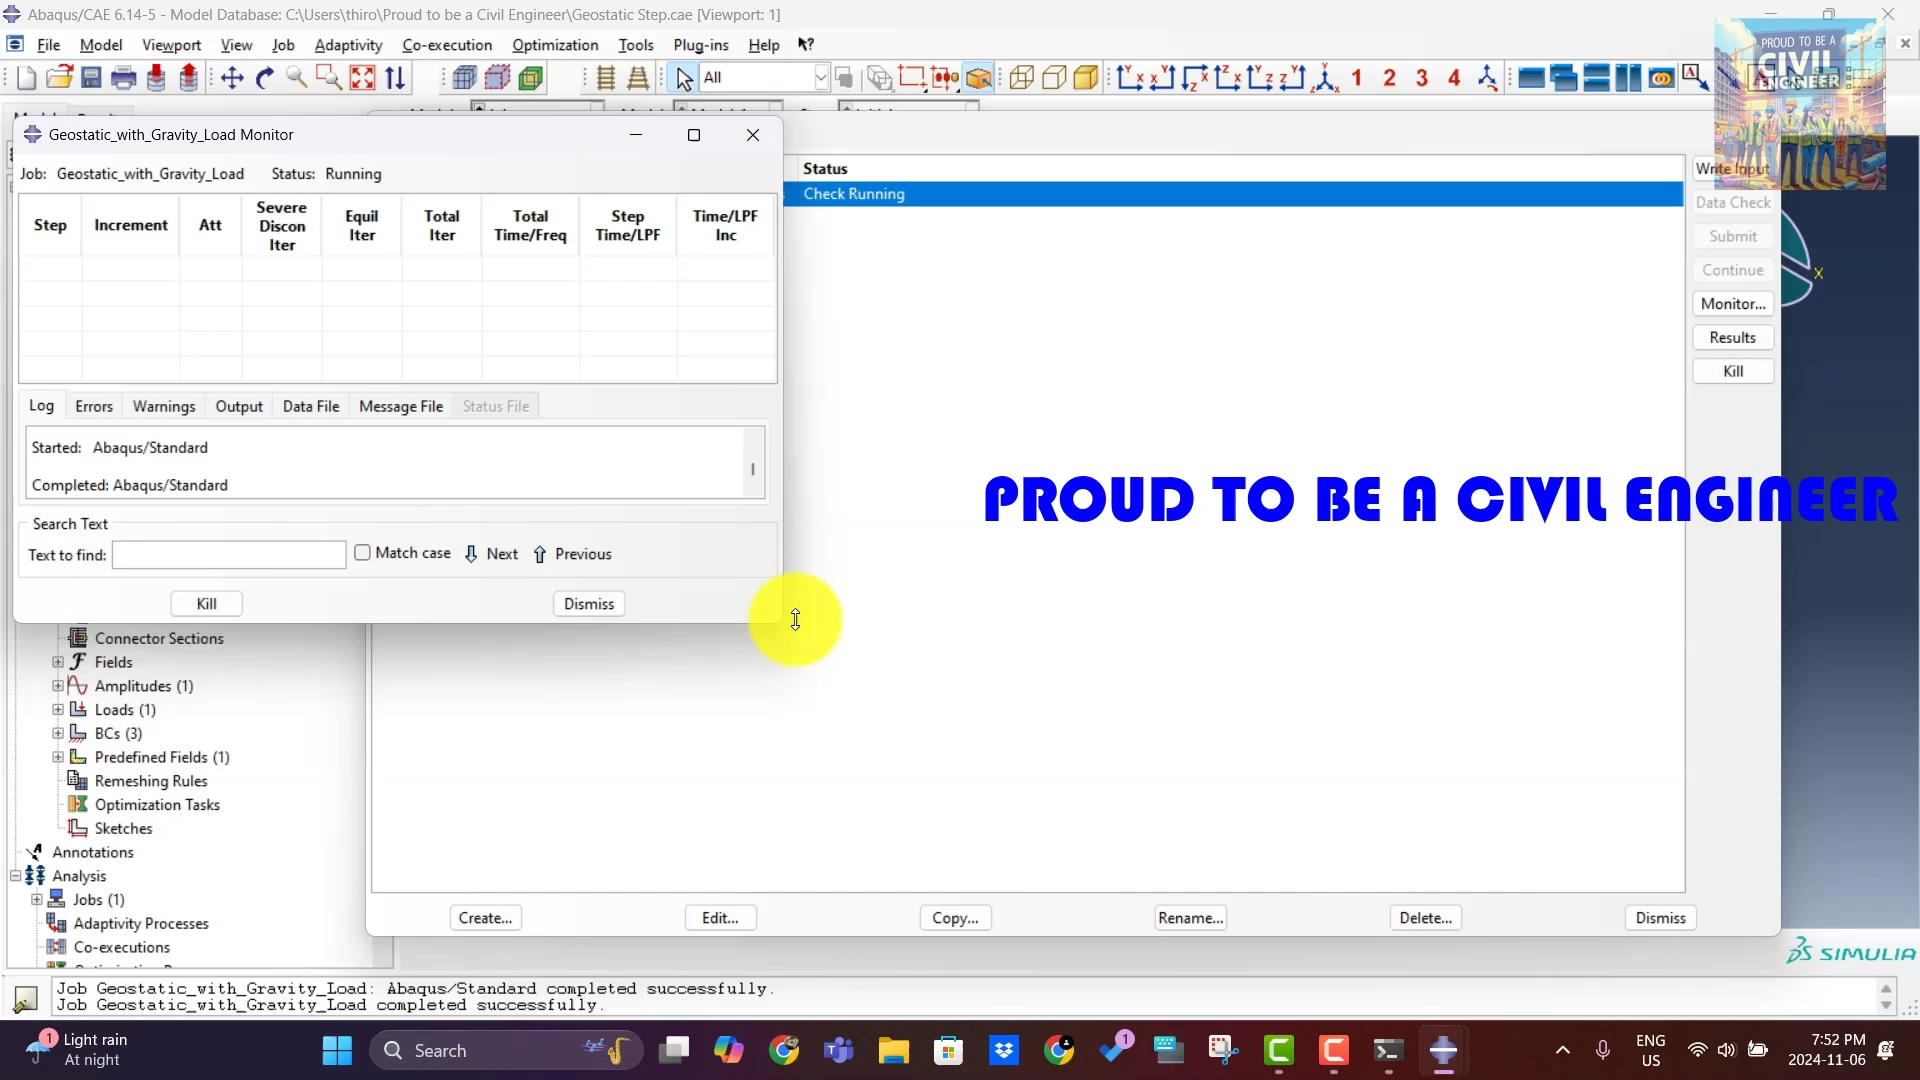 Abaqus/CAE 6.14-5 - Model Database: C:\Users\thiro\Proud to be a Civil Engineer\Geostatic Step.cae [Viewport: 1]
File Model Viewport View Job Adaptivity Co-execution Optimization Tools Plug-ins Help
All
1 2 3 4
PROUD TO BE A
CIVIL
ENGINEER
Geostatic_with_Gravity_Load Monitor
Job: Geostatic_with_Gravity_Load Status: Running
Step Increment Att Severe Discon Iter Equil Iter Total Iter Total Time/Freq Step Time/LPF Time/LPF Inc
Log Errors Warnings Output Data File Message File Status File
Started: Abaqus/Standard
Completed: Abaqus/Standard
Search Text
Text to find: Match case Next Previous
Kill Dismiss
Status
Check Running
Write Input
Data Check
Submit
Continue
Monitor...
Results
Kill
X
PROUD TO BE A CIVIL ENGINEER
Connector Sections
Fields
Amplitudes (1)
Loads (1)
BCs (3)
Predefined Fields (1)
Remeshing Rules
Optimization Tasks
Sketches
Annotations
Analysis
Jobs (1)
Adaptivity Processes
Co-executions
Create... Edit... Copy... Rename... Delete... Dismiss
SIMULIA
Job Geostatic_with_Gravity_Load: Abaqus/Standard completed successfully.
Job Geostatic_with_Gravity_Load completed successfully.
1
Light rain
At night
Search
1
ENG
US
7:52 PM
2024-11-06